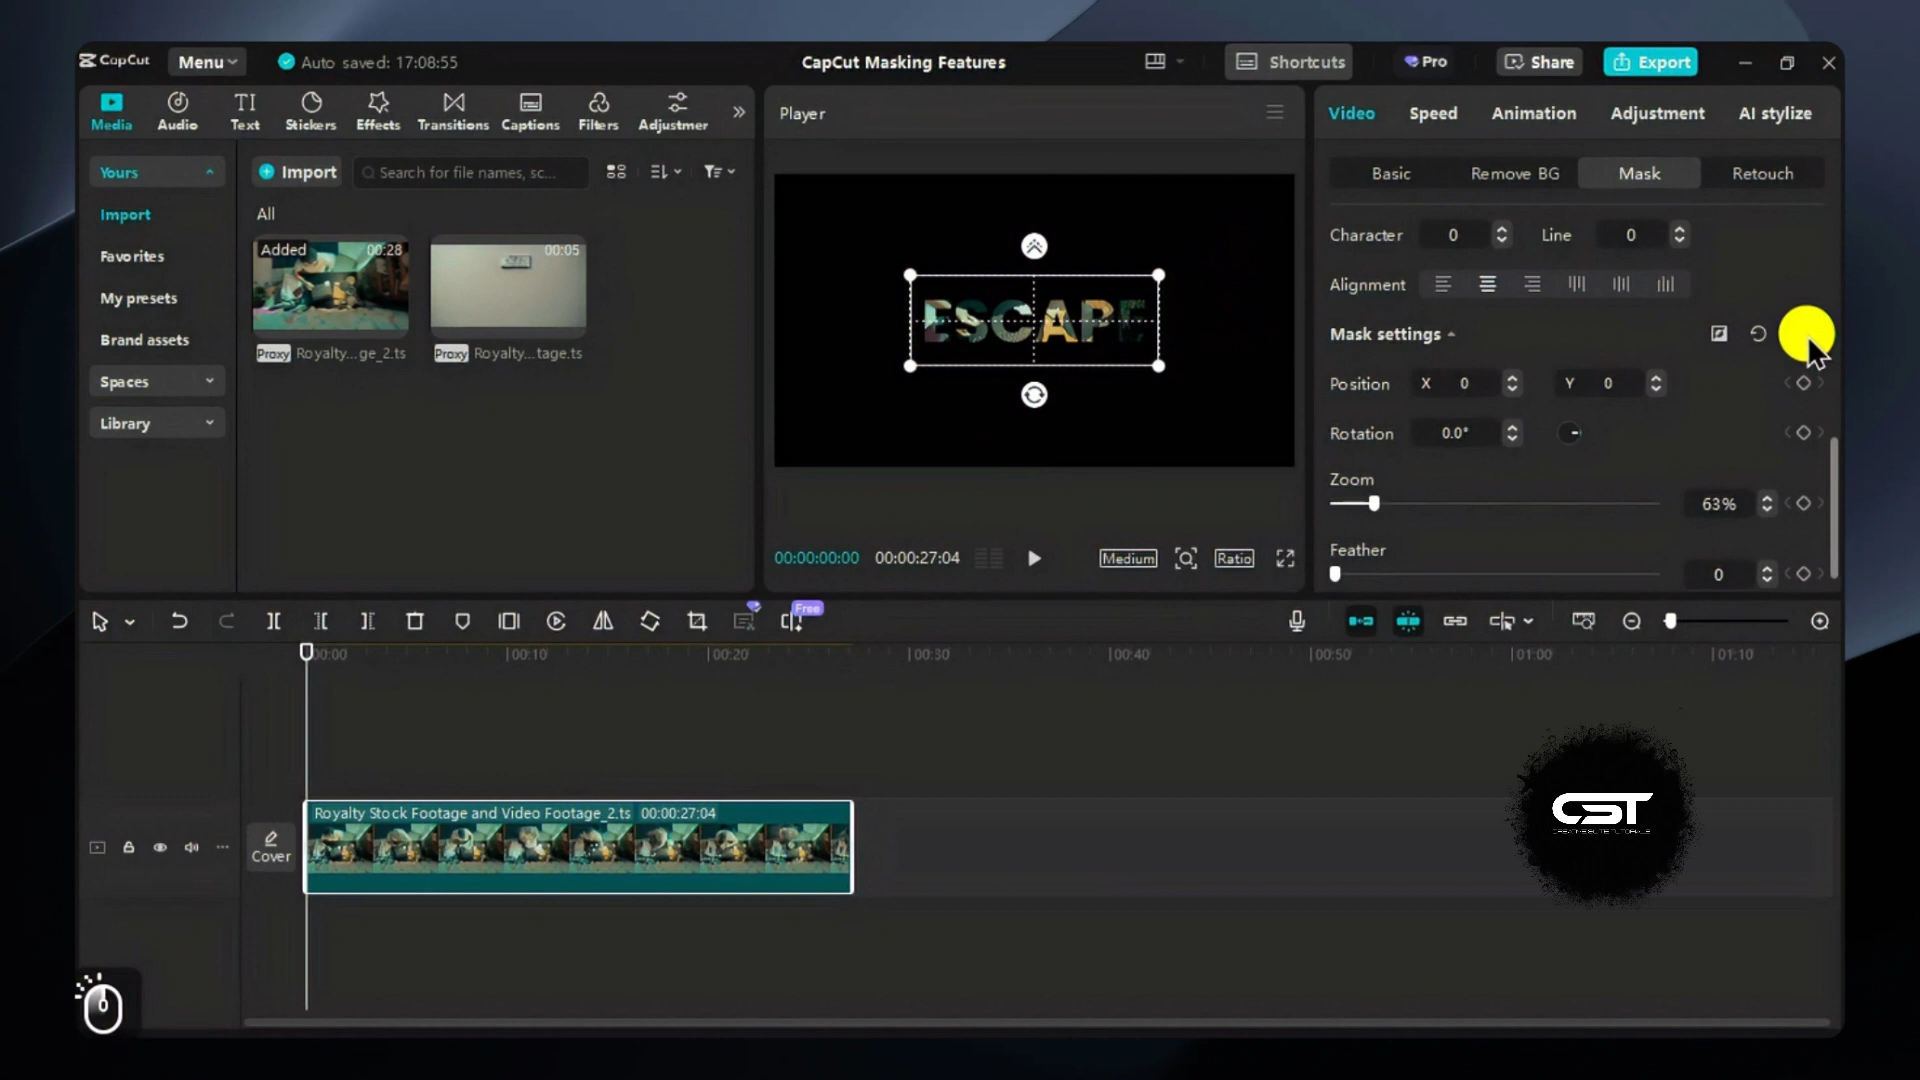 CapCut
Menu
Auto saved: 17:08:55
CapCut Masking Features
Shortcuts
Pro
Share
Export
Media
Audio
Text
Stickers
Effects
Transitions
Captions
Filters
Adjustmer
Player
Video
Speed
Animation
Adjustment
AI stylize
Yours
Import
Search for file names, sc...
Basic
Remove BG
Mask
Retouch
Import
All
Favorites
My presets
Brand assets
Spaces
Library
Added
00:28
00:05
Proxy
Royalty...ge_2.ts
Proxy
Royalty...tage.ts
ESCAPE
Character
0
Line
0
Alignment
Mask settings
Position
X 0
Y 0
Rotation
0.0°
Zoom
63%
Feather
0
00:00:00:00
00:00:27:04
Medium
Ratio
Free
00:00
00:10
00:20
00:30
00:40
00:50
01:00
01:10
Cover
Royalty Stock Footage and Video Footage_2.ts 00:00:27:04
CST